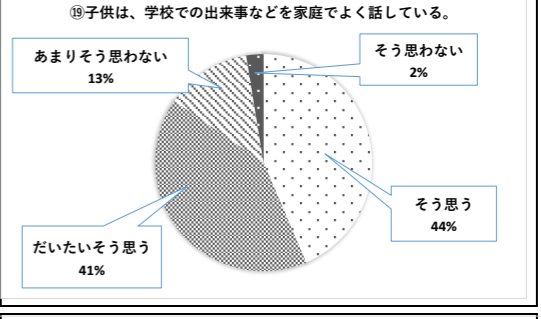 ⑲子供は、学校での出来事などを家庭でよく話している。
あまりそう思わない
13%
そう思わない
2%
そう思う
44%
だいたいそう思う
41%